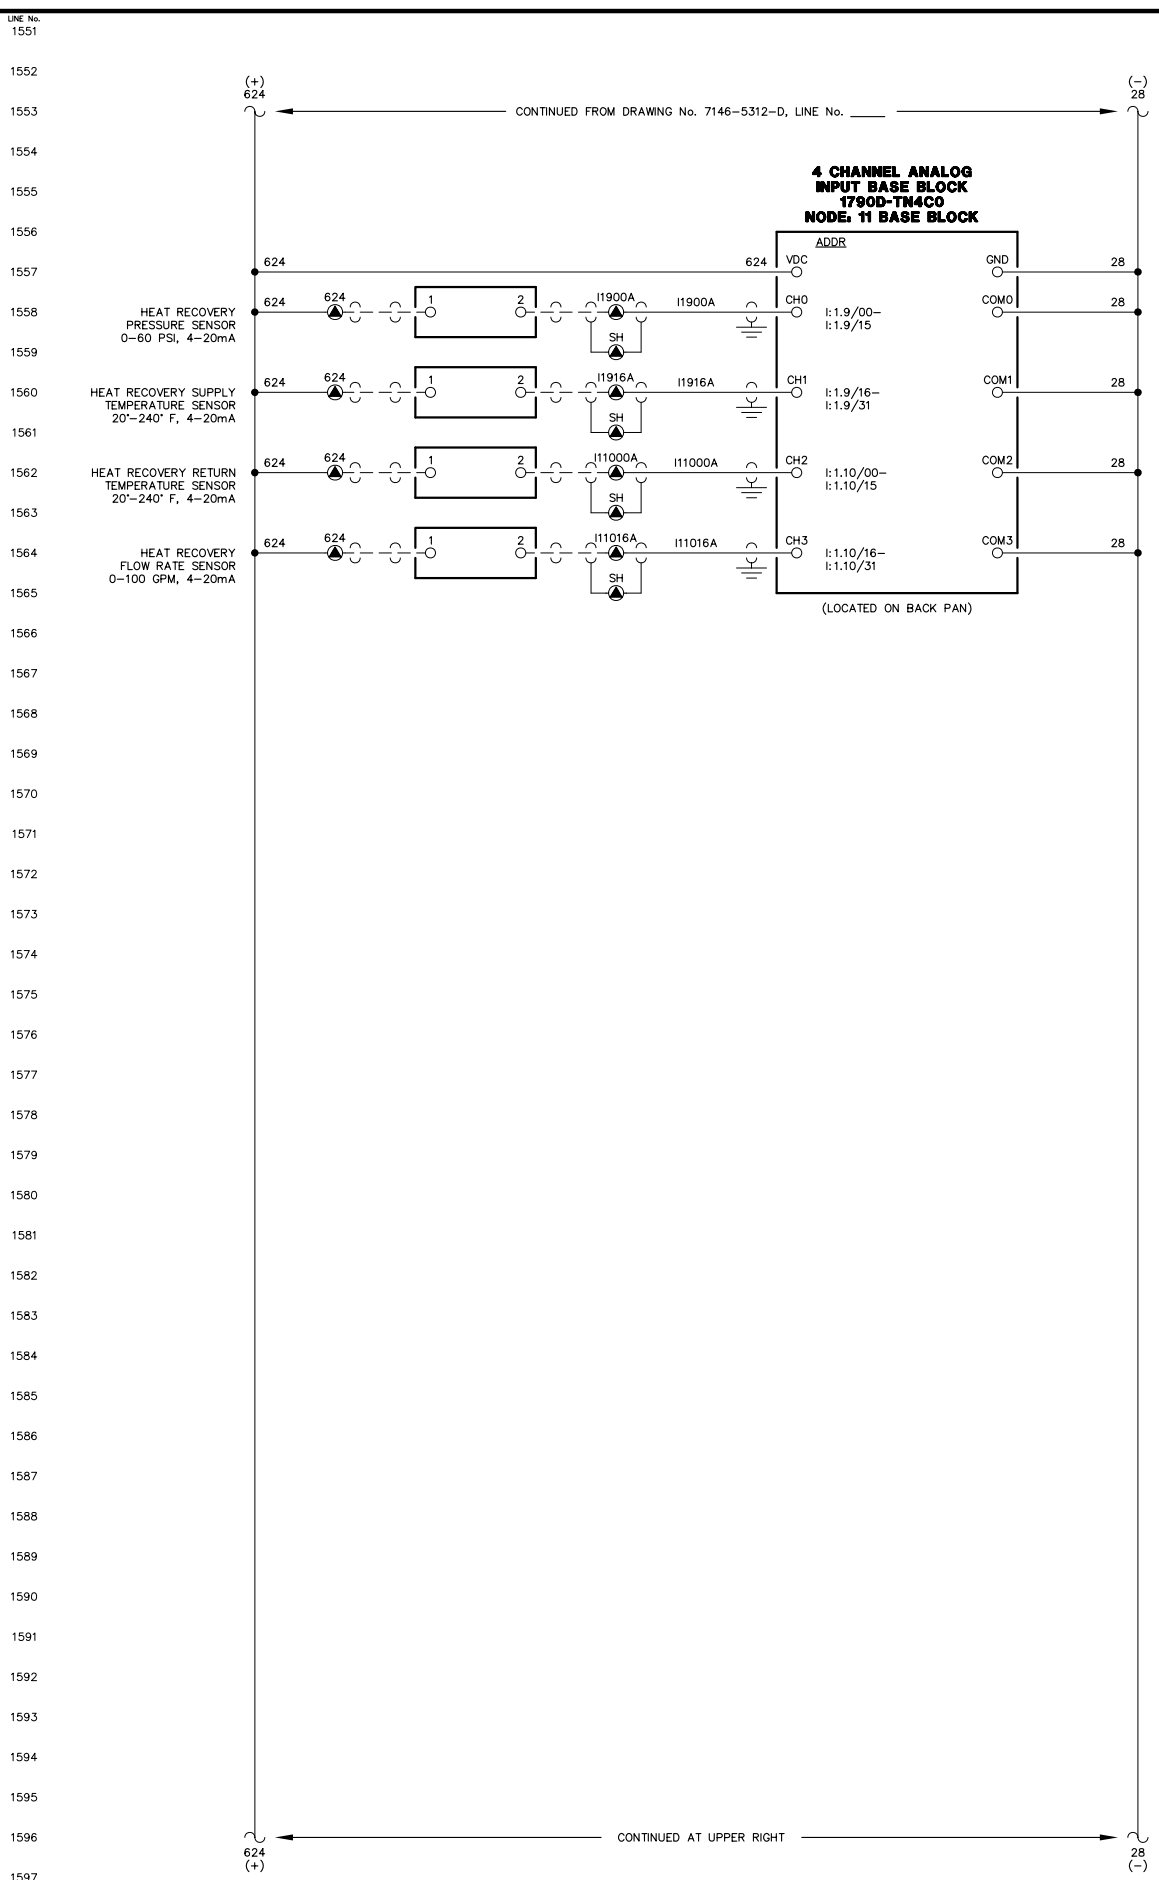 LINE No.
1551
1552
(+)
624
(-)
28
1553
CONTINUED FROM DRAWING No. 7146-5312-D, LINE No. _____
1554
1555
4 CHANNEL ANALOG
INPUT BASE BLOCK
1790D-TN4C0
NODE: 11 BASE BLOCK
1556
ADDR
1557
624
624
VDC
GND
28
1558
HEAT RECOVERY
PRESSURE SENSOR
0-60 PSI, 4-20mA
624
624
1
2
I1900A
I1900A
SH
CH0
I:1.9/00-
I:1.9/15
COM0
28
1559
1560
HEAT RECOVERY SUPPLY
TEMPERATURE SENSOR
20°-240° F, 4-20mA
624
624
1
2
I1916A
I1916A
SH
CH1
I:1.9/16-
I:1.9/31
COM1
28
1561
1562
HEAT RECOVERY RETURN
TEMPERATURE SENSOR
20°-240° F, 4-20mA
624
624
1
2
I11000A
I11000A
SH
CH2
I:1.10/00-
I:1.10/15
COM2
28
1563
1564
HEAT RECOVERY
FLOW RATE SENSOR
0-100 GPM, 4-20mA
624
624
1
2
I11016A
I11016A
SH
CH3
I:1.10/16-
I:1.10/31
COM3
28
1565
(LOCATED ON BACK PAN)
1566
1567
1568
1569
1570
1571
1572
1573
1574
1575
1576
1577
1578
1579
1580
1581
1582
1583
1584
1585
1586
1587
1588
1589
1590
1591
1592
1593
1594
1595
1596
CONTINUED AT UPPER RIGHT
624
(+)
28
(-)
1597